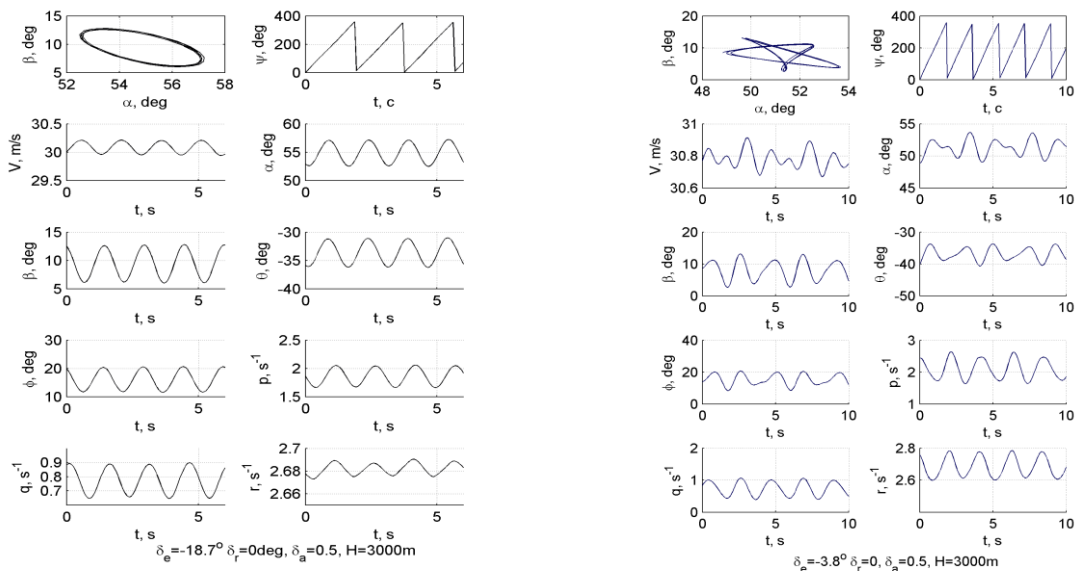 β, deg
15
10
5
52 54 56 58
α, deg
ψ, deg
400
200
0
0 5
t, c
V, m/s
30.5
30
29.5
0 5
t, s
α, deg
60
55
50
0 5
t, s
β, deg
15
10
5
0 5
t, s
θ, deg
-30
-35
-40
0 5
t, s
ϕ, deg
30
20
10
0 5
t, s
p, s⁻¹
2.5
2
1.5
0 5
t, s
q, s⁻¹
0.9
0.8
0.7
0 5
t, s
r, s⁻¹
2.7
2.68
2.66
0 5
t, s
δe=-18.7° δr=0deg, δa=0.5, H=3000m
β, deg
20
10
0
48 50 52 54
α, deg
ψ, deg
400
200
0
0 2 4 6 8 10
t, c
V, m/s
31
30.8
30.6
0 5 10
t, s
α, deg
55
50
45
0 5 10
t, s
β, deg
20
10
0
0 5 10
t, s
θ, deg
-30
-40
-50
0 5 10
t, s
ϕ, deg
40
20
0
0 5 10
t, s
p, s⁻¹
3
2
1
0 5 10
t, s
q, s⁻¹
2
1
0
0 5 10
t, s
r, s⁻¹
2.8
2.6
0 5 10
t, s
δe=-3.8° δr=0, δa=0.5, H=3000m